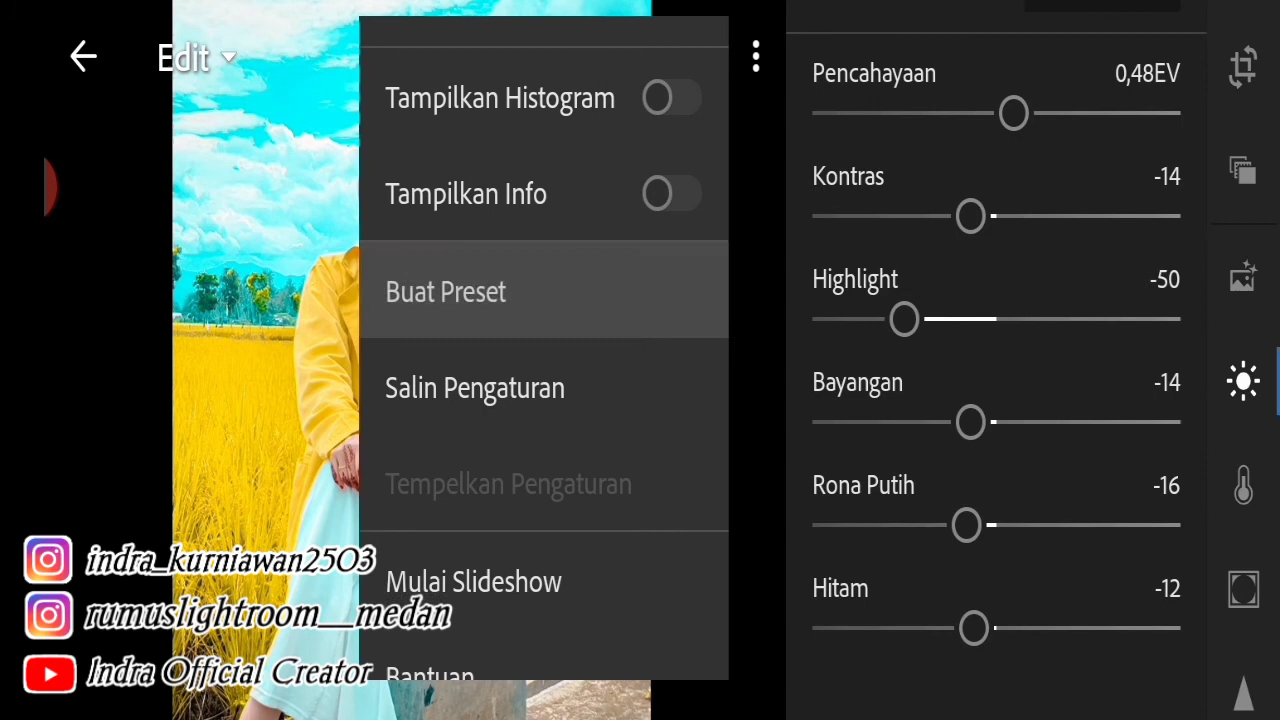 Edit
Tampilkan Histogram
Tampilkan Info
Buat Preset
Salin Pengaturan
Tempelkan Pengaturan
Mulai Slideshow
Bantuan
Pencahayaan 0,48EV
Kontras -14
Highlight -50
Bayangan -14
Rona Putih -16
Hitam -12
indra_kurniawan2503
rumuslightroom__medan
Indra Official Creator